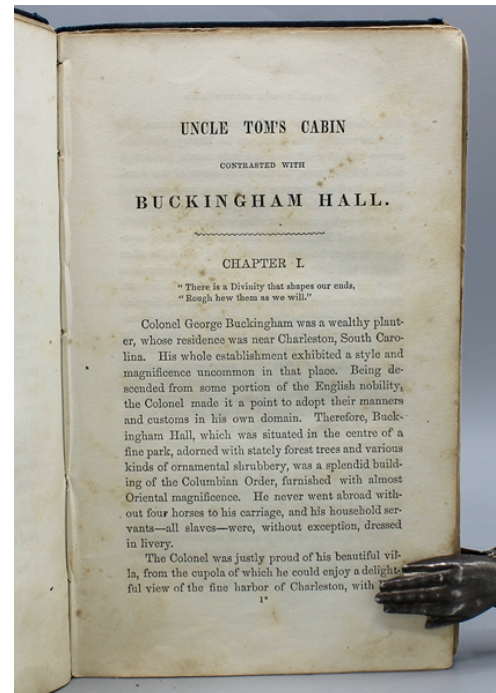 UNCLE TOM'S CABIN
CONTRASTED WITH
BUCKINGHAM HALL.
CHAPTER I.
"There is a Divinity that shapes our ends,
"Rough hew them as we will."
Colonel George Buckingham was a wealthy plant-
er, whose residence was near Charleston, South Caro-
lina. His whole establishment exhibited a style and
magnificence uncommon in that place. Being de-
scended from some portion of the English nobility,
the Colonel made it a point to adopt their manners
and customs in his own domain. Therefore, Buck-
ingham Hall, which was situated in the centre of a
fine park, adorned with stately forest trees and various
kinds of ornamental shrubbery, was a splendid build-
ing of the Columbian Order, furnished with almost
Oriental magnificence. He never went abroad with-
out four horses to his carriage, and his household ser-
vants—all slaves—were, without exception, dressed
in livery.
The Colonel was justly proud of his beautiful vil-
la, from the cupola of which he could enjoy a delight-
ful view of the fine harbor of Charleston, with
1*